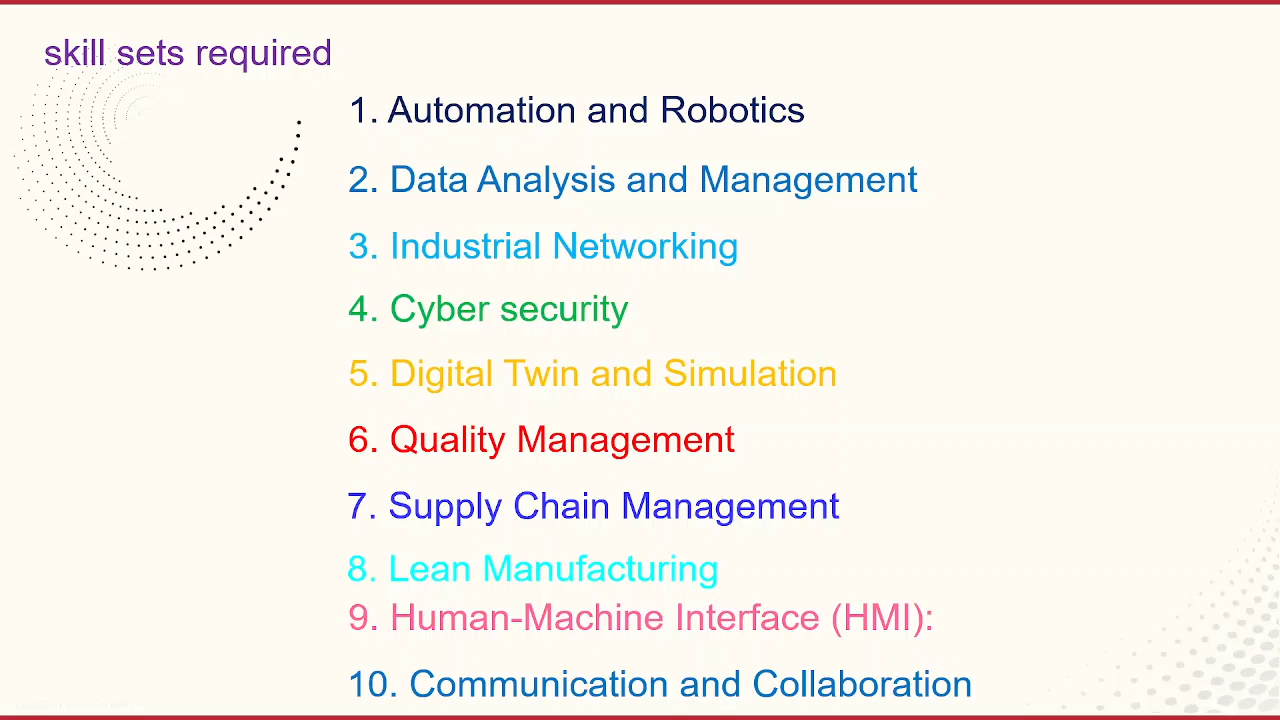 skill sets required
1. Automation and Robotics
2. Data Analysis and Management
3. Industrial Networking
4. Cyber security
5. Digital Twin and Simulation
6. Quality Management
7. Supply Chain Management
8. Lean Manufacturing
9. Human-Machine Interface (HMI):
10. Communication and Collaboration